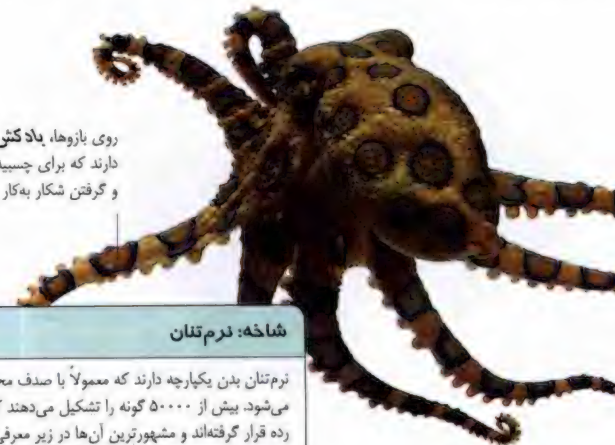 روی بازوها، بادکش
دارند که برای چسبید
و گرفتن شکار به‌کار
شاخه: نرم‌تنان
نرم‌تنان بدن یکپارچه دارند که معمولاً با صدف
می‌شود. بیش از ۵۰۰۰۰ گونه را تشکیل می‌دهند
رده قرار گرفته‌اند و مشهورترین آن‌ها در زیر معرفی